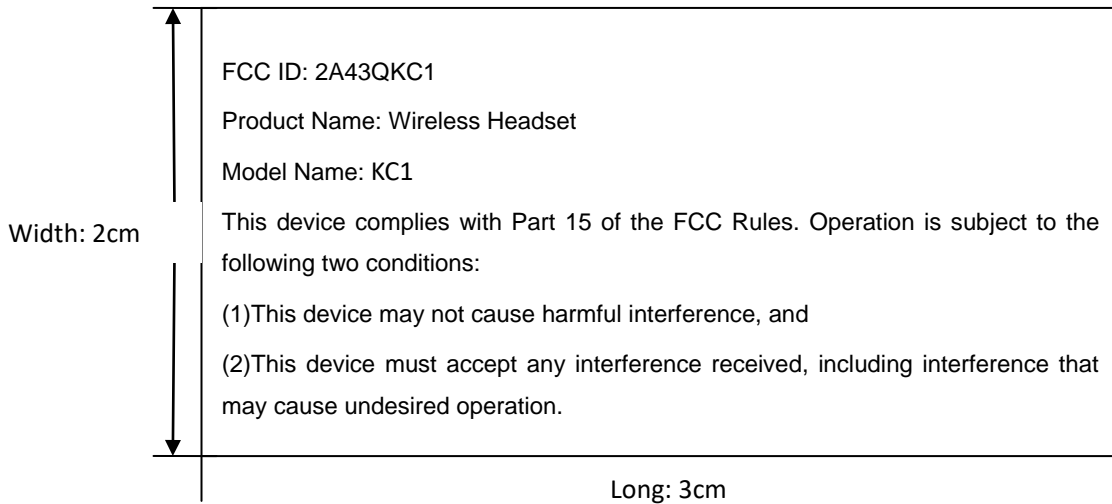 FCC ID: 2A43QKC1
Product Name: Wireless Headset
Model Name: KC1
Width: 2cm
This device complies with Part 15 of the FCC Rules. Operation is subject to the
following two conditions:
(1)This device may not cause harmful interference, and
(2)This device must accept any interference received, including interference that
may cause undesired operation.
Long: 3cm